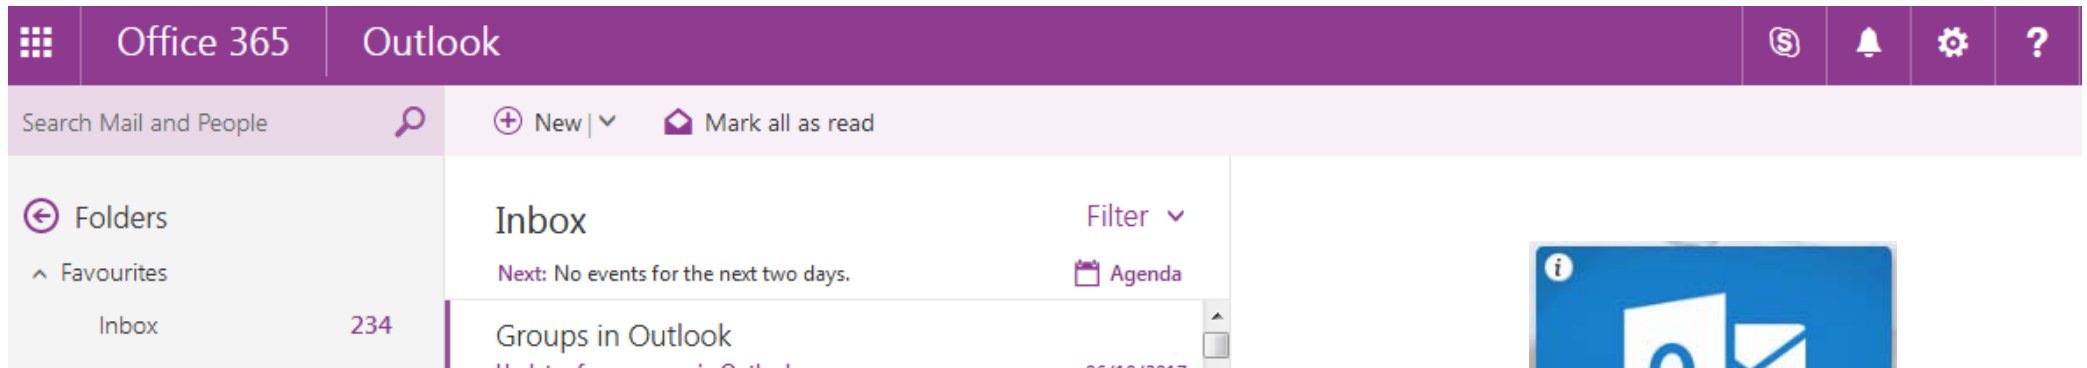 Office 365 Outlook ?
Search Mail and People New Mark all as read
Folders
Favourites
Inbox 234
Inbox Filter
Next: No events for the next two days. Agenda
Groups in Outlook